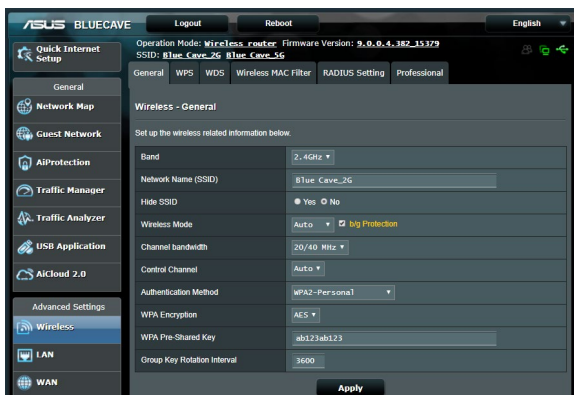 ASUS BLUECAVE Logout Reboot English
Quick Internet Setup
Operation Mode: Wireless router Firmware Version: 9.0.0.4.382_15379
SSID: Blue Cave_2G Blue Cave_5G
General WPS WDS Wireless MAC Filter RADIUS Setting Professional
General
Network Map
Guest Network
AiProtection
Traffic Manager
Traffic Analyzer
USB Application
AiCloud 2.0
Advanced Settings
Wireless
LAN
WAN
Wireless - General
Set up the wireless related information below.
Band 2.4GHz
Network Name (SSID) Blue Cave_2G
Hide SSID Yes No
Wireless Mode Auto b/g Protection
Channel bandwidth 20/40 MHz
Control Channel Auto
Authentication Method WPA2-Personal
WPA Encryption AES
WPA Pre-Shared Key ab123ab123
Group Key Rotation Interval 3600
Apply